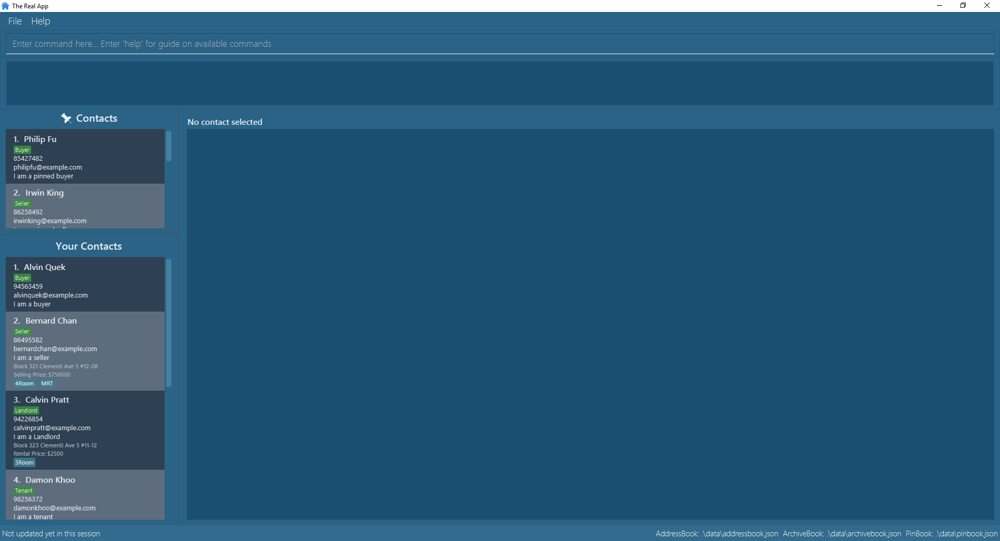 The Real App
File Help
Enter command here... Enter 'help' for guide on available commands
Contacts
1. Philip Fu
Buyer
85427482
philipfu@example.com
I am a pinned buyer
2. Irwin King
Seller
86258492
irwinking@example.com
Your Contacts
1. Alvin Quek
Buyer
94563459
alvinquek@example.com
I am a buyer
2. Bernard Chan
Seller
86495582
bernardchan@example.com
I am a seller
Block 321 Clementi Ave 5 #12-08
Selling Price: $750000
4Room MRT
3. Calvin Pratt
Landlord
94226854
calvinpratt@example.com
I am a Landlord
Block 323 Clementi Ave 5 #11-12
Rental Price: $2500
3Room
4. Damon Khoo
Tenant
98256372
damonkhoo@example.com
I am a tenant
No contact selected
Not updated yet in this session
AddressBook: .\data\addressbook.json ArchiveBook: .\data\archivebook.json PinBook: .\data\pinbook.json